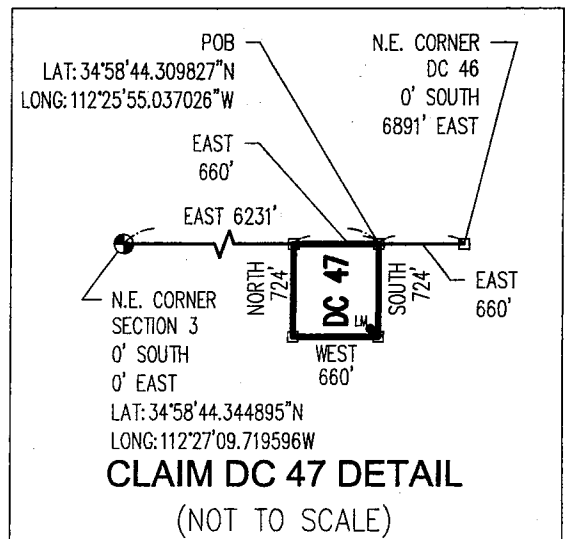 POB
LAT: 34°58'44.309827"N
LONG: 112°25'55.037026"W
N.E. CORNER
DC 46
0' SOUTH
6891' EAST
EAST
660'
EAST 6231'
NORTH
724'
DC 47
LM
SOUTH
724'
EAST
660'
WEST
660'
N.E. CORNER
SECTION 3
0' SOUTH
0' EAST
LAT: 34°58'44.344895"N
LONG: 112°27'09.719596W
CLAIM DC 47 DETAIL
(NOT TO SCALE)